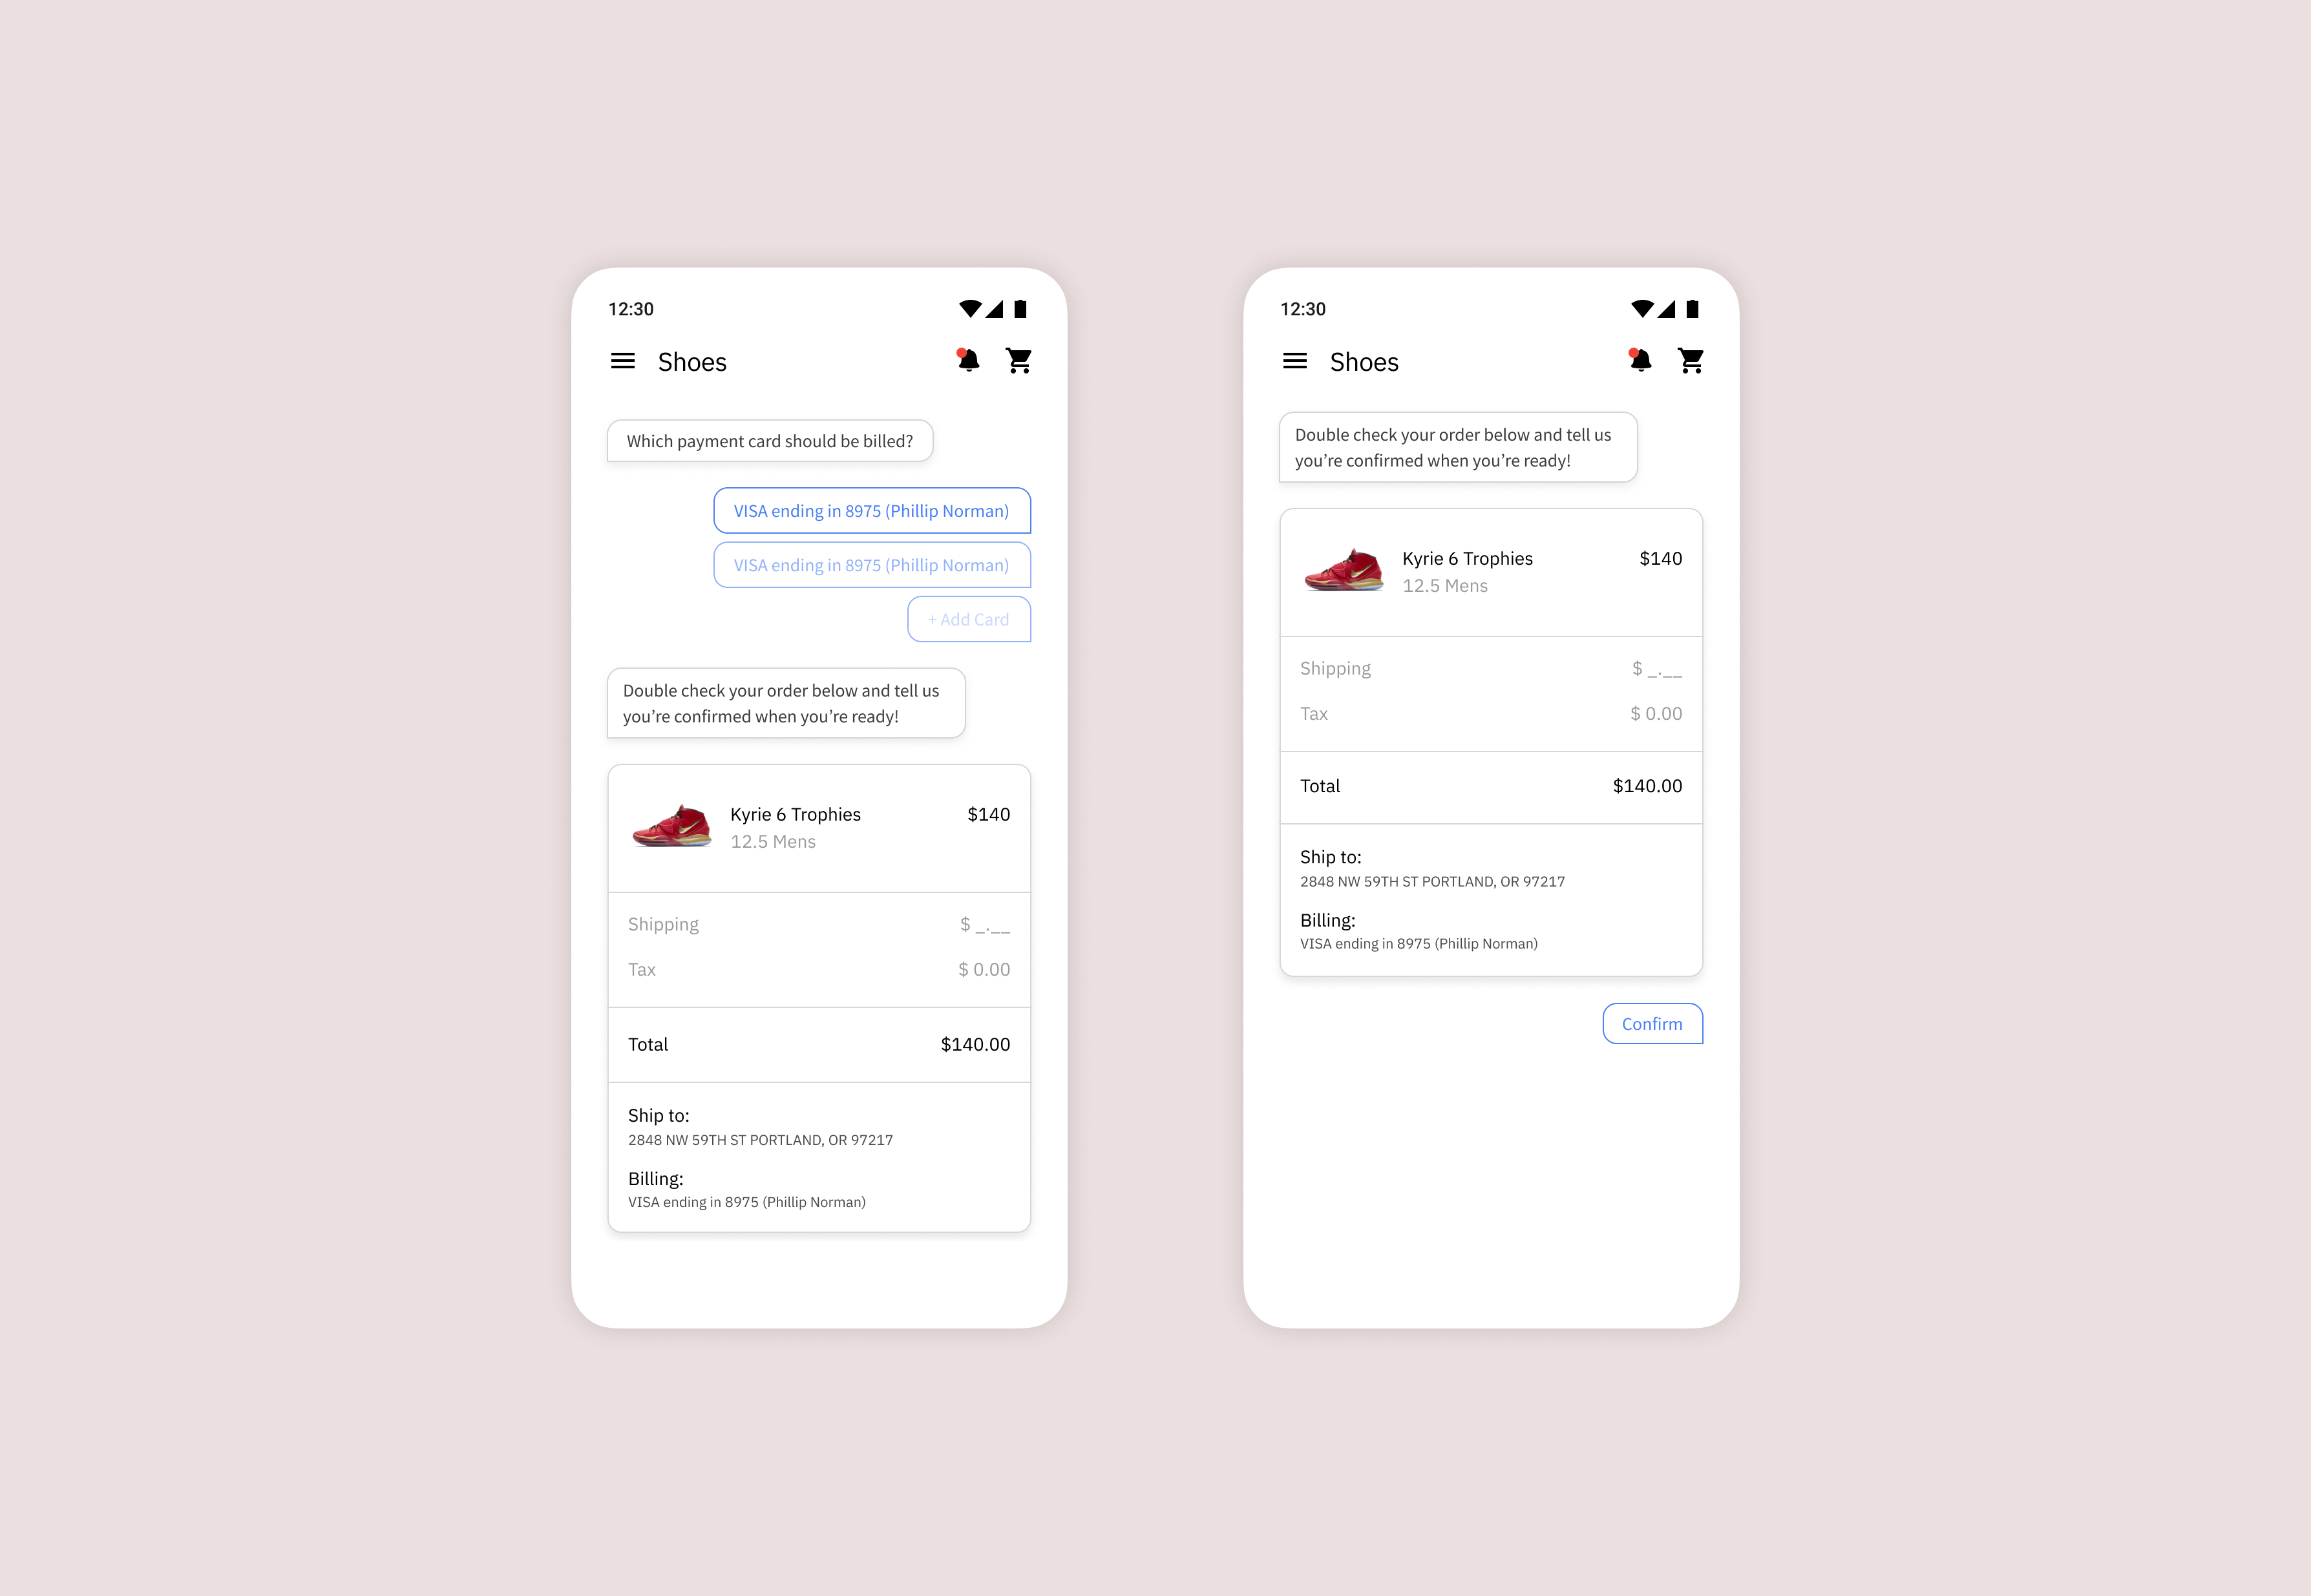 12:30
Shoes
Which payment card should be billed?
VISA ending in 8975 (Phillip Norman)
VISA ending in 8975 (Phillip Norman)
+ Add Card
Double check your order below and tell us
you’re confirmed when you’re ready!
Kyrie 6 Trophies $140
12.5 Mens
Shipping $ _.__
Tax $ 0.00
Total $140.00
Ship to:
2848 NW 59TH ST PORTLAND, OR 97217
Billing:
VISA ending in 8975 (Phillip Norman)
12:30
Shoes
Double check your order below and tell us
you’re confirmed when you’re ready!
Kyrie 6 Trophies $140
12.5 Mens
Shipping $ _.__
Tax $ 0.00
Total $140.00
Ship to:
2848 NW 59TH ST PORTLAND, OR 97217
Billing:
VISA ending in 8975 (Phillip Norman)
Confirm